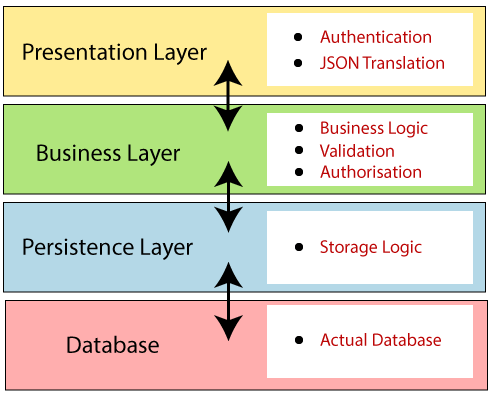 Presentation Layer
• Authentication
• JSON Translation
Business Layer
• Business Logic
• Validation
• Authorisation
Persistence Layer
• Storage Logic
Database
• Actual Database